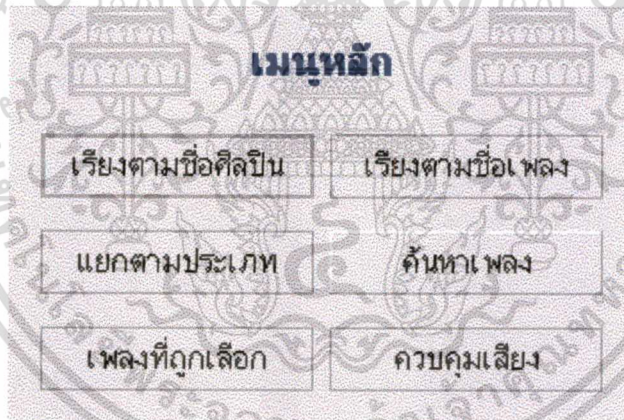 เมนูหลัก
เรียงตามชื่อศิลปิน เรียงตามชื่อเพลง
แยกตามประเภท ค้นหาเพลง
เพลงที่ถูกเลือก ควบคุมเสียง